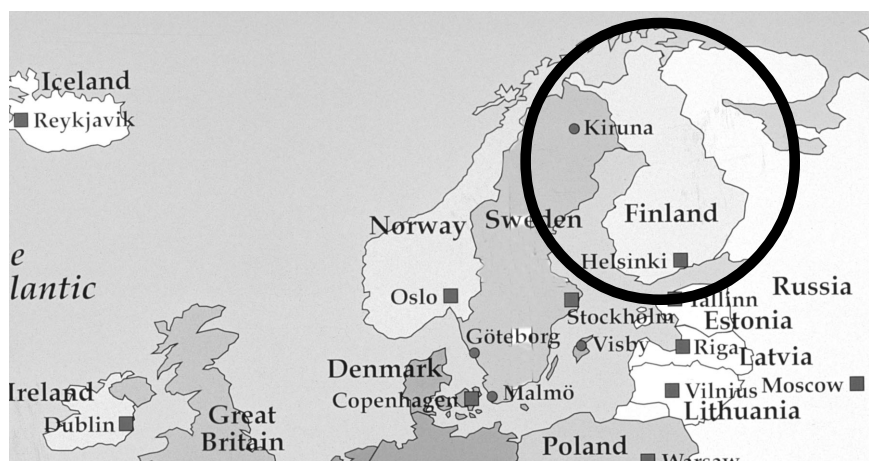 Iceland
Reykjavik
Kiruna
Norway
Sweden
Finland
e
lantic
Helsinki
Oslo
Russia
Tallinn
Stockholm
Estonia
Göteborg
Visby
Riga
Latvia
Denmark
Ireland
Copenhagen
Malmö
Vilnius
Moscow
Lithuania
Dublin
Great
Britain
Poland
Warsaw